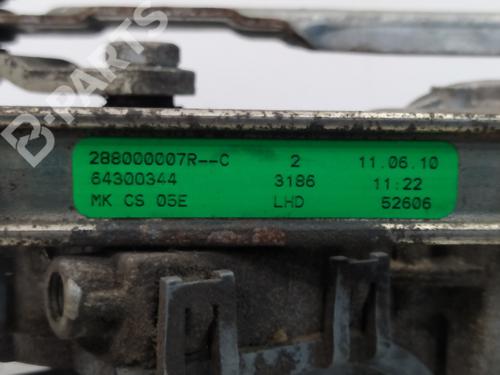 B-PARTS
288000007R--C 2 11.06.10
64300344 3186 11:22
MK CS 05E LHD 52606